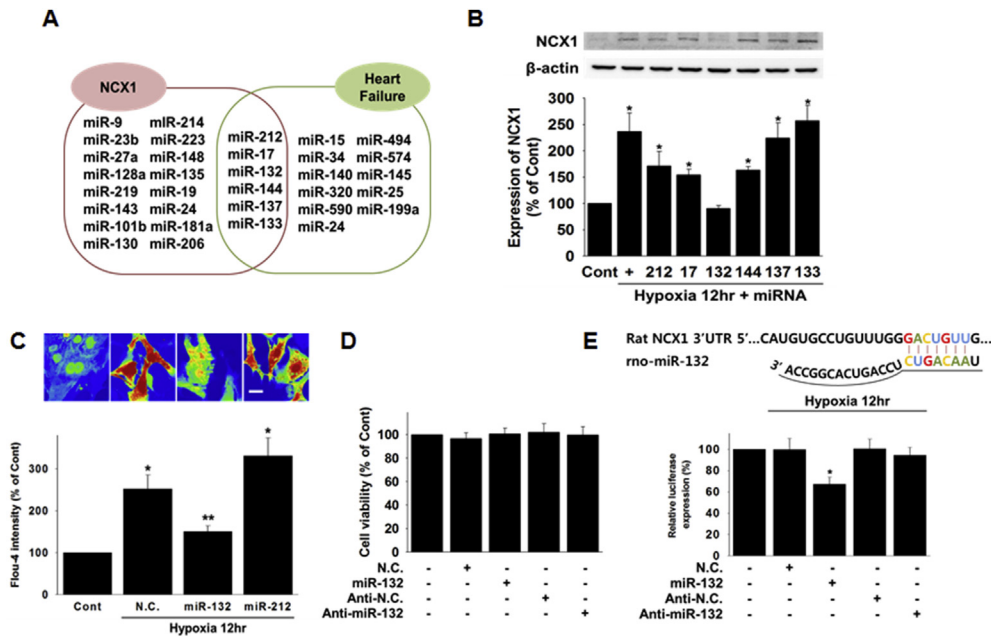 A
NCX1
Heart
Failure
miR-9 miR-214
miR-23b miR-223
miR-27a miR-148
miR-128a miR-135
miR-219 miR-19
miR-143 miR-24
miR-101b miR-181a
miR-130 miR-206
miR-212
miR-17
miR-132
miR-144
miR-137
miR-133
miR-15 miR-494
miR-34 miR-574
miR-140 miR-145
miR-320 miR-25
miR-590 miR-199a
miR-24
B
NCX1
β-actin
Expression of NCX1
(% of Cont)
300
250
200
150
100
50
0
* * * * * *
Cont + 212 17 132 144 137 133
Hypoxia 12hr + miRNA
C
Flou-4 intensity (% of Cont)
300
200
100
0
* ** *
Cont N.C. miR-132 miR-212
Hypoxia 12hr
D
Cell viability (% of Cont)
120
100
80
60
40
20
0
N.C. - + - - -
miR-132 - - + - -
Anti-N.C. - - - + -
Anti-miR-132 - - - - +
E
Rat NCX1 3'UTR 5'...CAUGUGCCUGUUUGGGACUGUUG...
rno-miR-132 3' ACCGGCACUGACCUCUGACAAU
Hypoxia 12hr
Relative luciferase
expression (%)
100
80
60
40
20
0
*
N.C. - + - - -
miR-132 - - + - -
Anti-N.C. - - - + -
Anti-miR-132 - - - - +